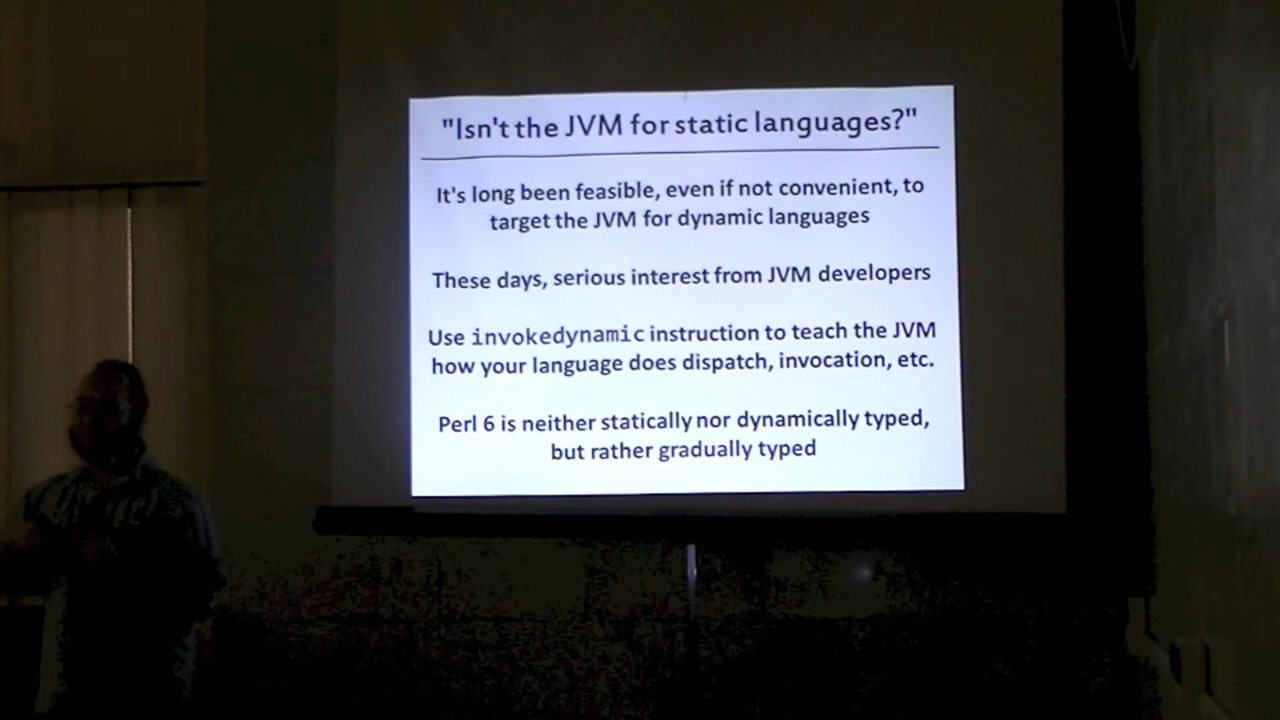 "Isn't the JVM for static languages?"
It's long been feasible, even if not convenient, to
target the JVM for dynamic languages
These days, serious interest from JVM developers
Use invokedynamic instruction to teach the JVM
how your language does dispatch, invocation, etc.
Perl 6 is neither statically nor dynamically typed,
but rather gradually typed